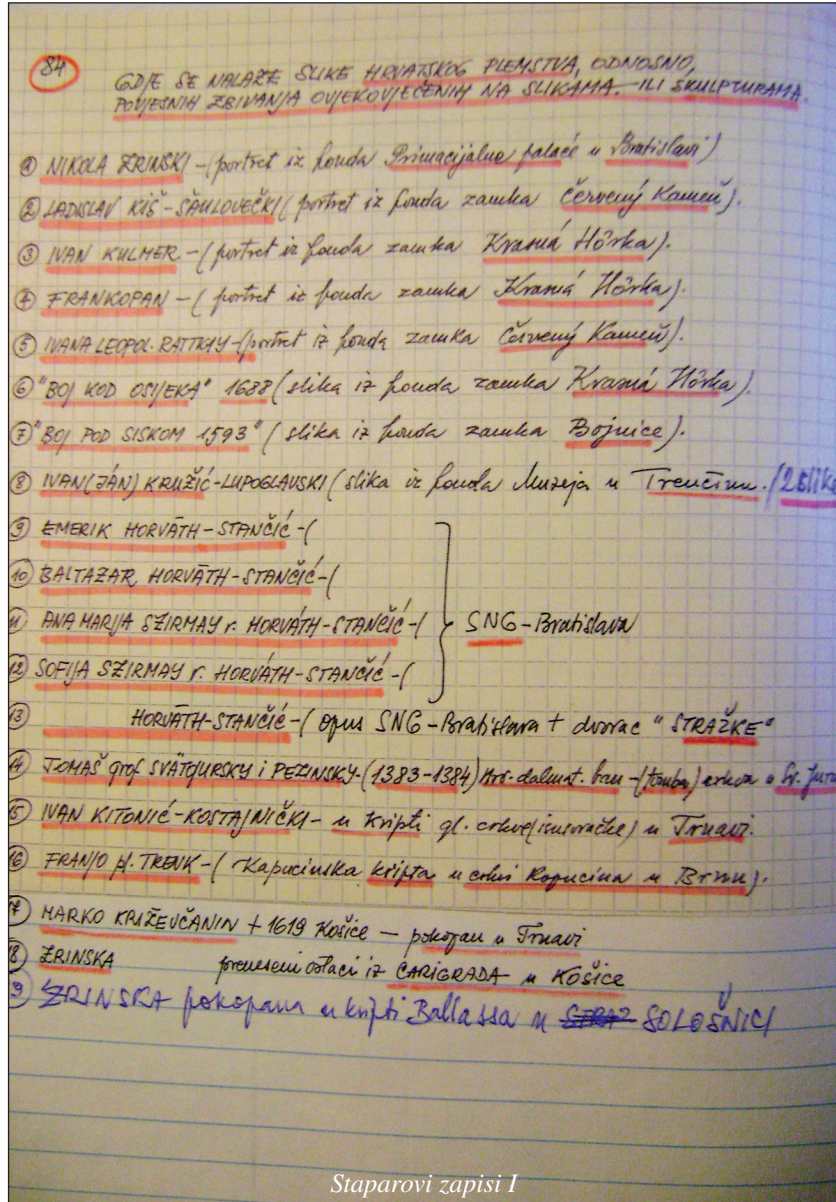 84
GDJE SE NALAZE SLIKE HRVATSKOG PLEMSTVA, ODNOSNO,
POVJESNIH ZBIVANJA OVJEKOVJEČENIH NA SLIKAMA. ILI SKULPTURAMA.
① NIKOLA ZRINSKI - (portret iz fonda Primacijalne palače u Bratislavi)
② LADISLAV KIŠ - ŠAULOVEČKI (portret iz fonda zamka Červený Kameň).
③ IVAN KULMER - (portret iz fonda zamka Krasná Hôrka).
④ FRANKOPAN - (portret iz fonda zamka Krasná Hôrka).
⑤ IVANA LEOPOL. RATTKAY - (portret iz fonda zamka Červený Kameň).
⑥ "BOJ KOD OSIJEKA" 1688 (slika iz fonda zamka Krasná Hôrka).
⑦ "BOJ POD SISKOM 1593" (slika iz fonda zamka Bojnice).
⑧ IVAN (JÁN) KRUŽIĆ - LUPOGLAVSKI (slika iz fonda Muzeja u Trenčinu. / 2 slike
9) EMERIK HORVÁTH - STANČIĆ - (
10) BALTAZAR HORVÁTH - STANČIĆ - (
11) ANA MARIJA SZIRMAY r. HORVÁTH - STANČIĆ - ( SNG - Bratislava
12) SOFIJA SZIRMAY r. HORVÁTH - STANČIĆ - (
13) HORVÁTH - STANČIĆ - ( opus SNG - Bratislava + dvorac "STRAŽKE"
14) TOMAŠ grof SVÄTOJURSKY i PEZINSKY - (1383-1384) Hrv. dalmat. ban - (tomba) crkva u Sv. Jura
15) IVAN KITONIĆ - KOSTAJNIČKI - u kripti gl. crkve (isusovačke) u Trnavi.
16) FRANJO pl. TRENK - ( Kapucinska kripta u crkvi Kapucina u Brnu).
17) MARKO KRIŽEVČANIN + 1619 Košice - pokopan u Trnavi
18) ZRINSKA preneseni ostaci iz CARIGRADA u KOŠICE
9) ZRINSKA pokopana u kripti Balassa u SOLOŠNICI
Staparovi zapisi I